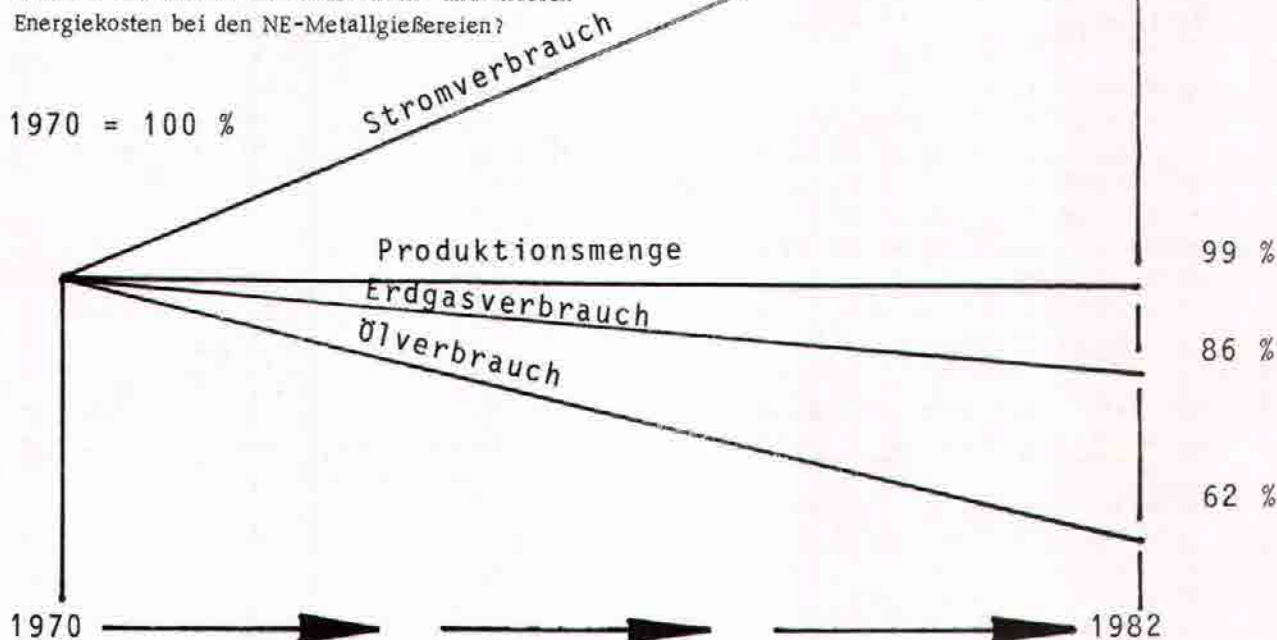 Energiekosten bei den NE-Metallgießereien?
Stromverbrauch
1970 = 100 %
Produktionsmenge
99 %
Erdgasverbrauch
86 %
Ölverbrauch
62 %
1970
1982